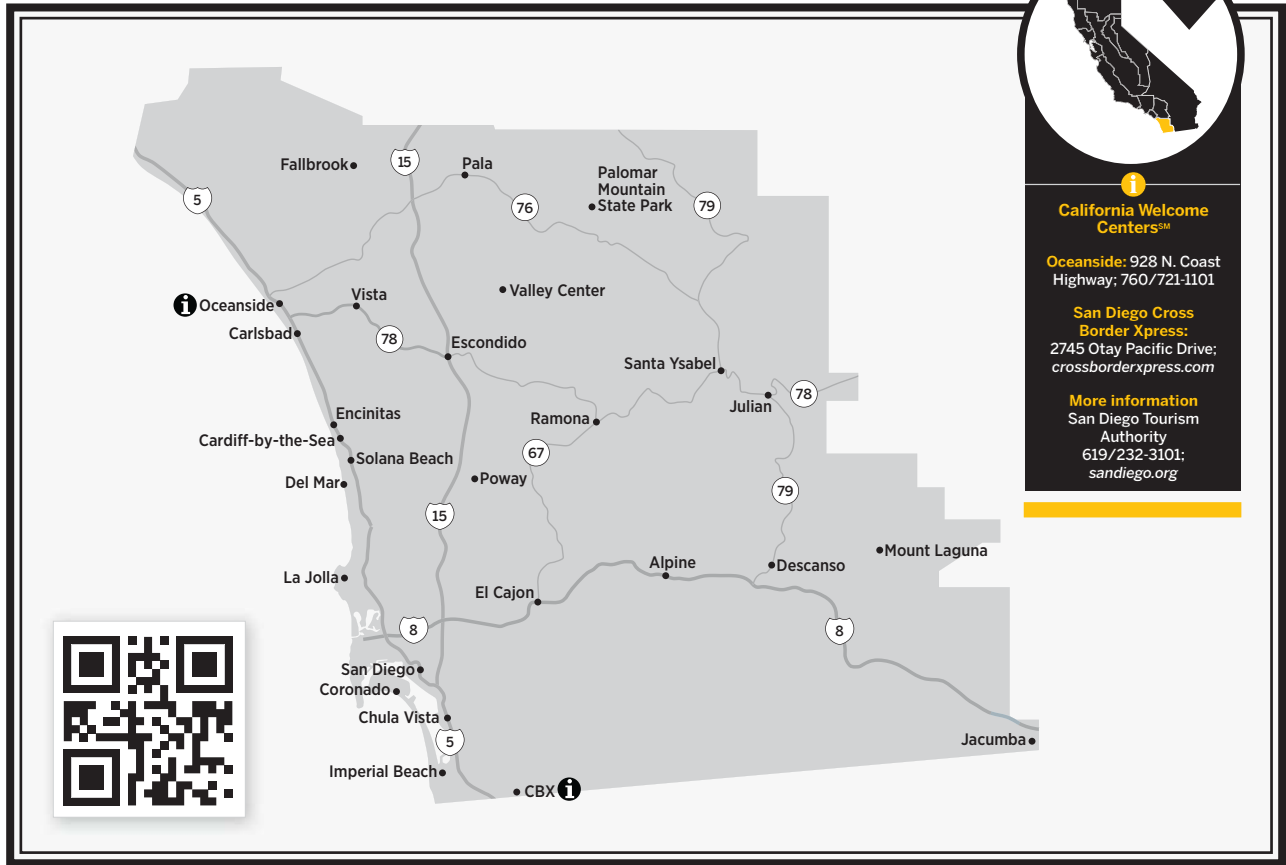 Fallbrook
15
Pala
Palomar
Mountain
State Park
5
76
79
Valley Center
i Oceanside
Vista
Carlsbad
78
Escondido
Santa Ysabel
Julian
78
Encinitas
Ramona
Cardiff-by-the-Sea
67
Solana Beach
Del Mar
Poway
79
15
Mount Laguna
La Jolla
Alpine
Descanso
El Cajon
8
8
San Diego
Coronado
Chula Vista
5
Jacumba
Imperial Beach
CBX i
i
California Welcome
Centers℠
Oceanside: 928 N. Coast
Highway; 760/721-1101
San Diego Cross
Border Xpress:
2745 Otay Pacific Drive;
crossborderxpress.com
More information
San Diego Tourism
Authority
619/232-3101;
sandiego.org